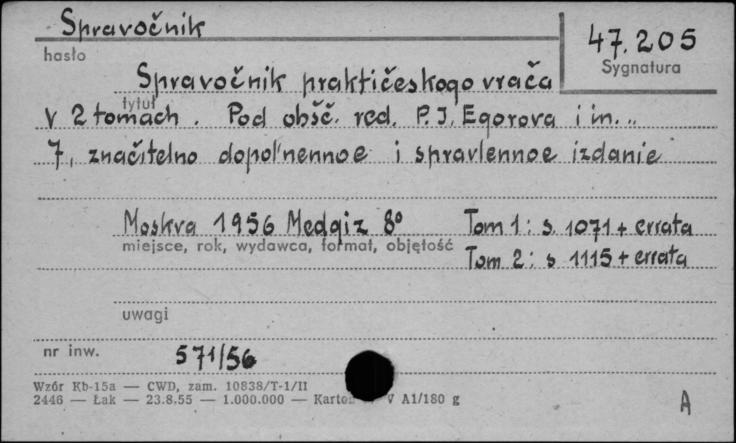 Spravočnik
hasło
47.205
Sygnatura
Spravočnik praktičeskogo vrača
tytuł
v 2 tomach. Pod obšč. red. P.I. Egorova i in...
7, značitelno dopol'nennoe i spravlennoe izdanie
Moskva 1956 Medgiz 8° Tom 1: s. 1071 + errata
miejsce, rok, wydawca, format, objętość
Tom 2: s 1115 + errata
uwagi
nr inw. 571/56
Wzór Kb-15a — CWD, zam. 10838/T-1/II
2446 — Łak — 23.8.55 — 1.000.000 — Karton V A1/180 g
A